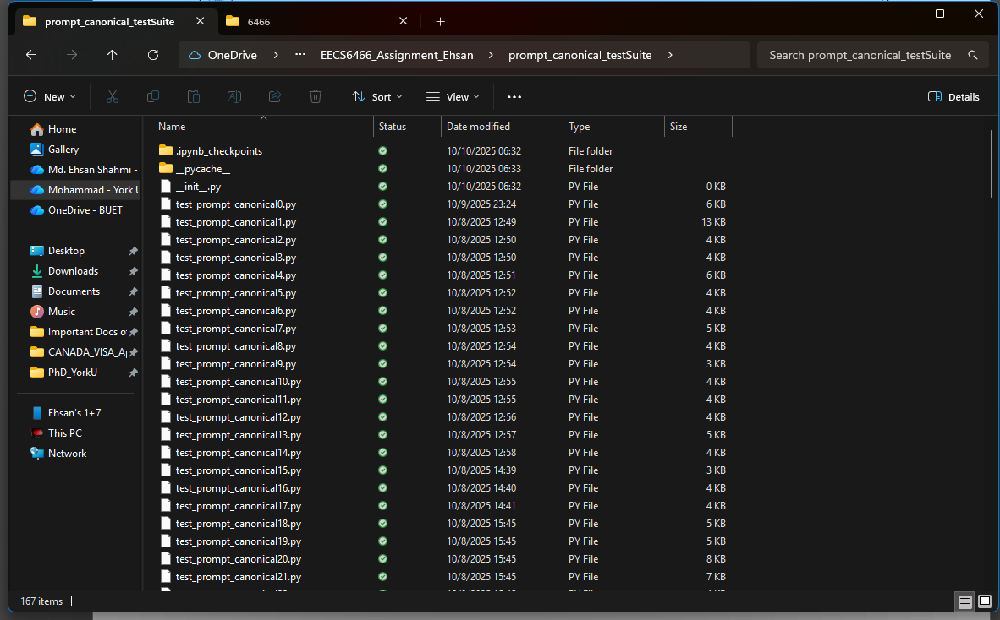 prompt_canonical_testSuite
6466
OneDrive > ... EECS6466_Assignment_Ehsan > prompt_canonical_testSuite >
Search prompt_canonical_testSuite
New Sort View ... Details
Home
Gallery
Md. Ehsan Shahmi -
Mohammad - York U
OneDrive - BUET
Desktop
Downloads
Documents
Music
Important Docs o
CANADA_VISA_A
PhD_YorkU
Ehsan's 1+7
This PC
Network
Name Status Date modified Type Size
.ipynb_checkpoints 10/10/2025 06:32 File folder
__pycache__ 10/10/2025 06:33 File folder
__init__.py 10/10/2025 06:32 PY File 0 KB
test_prompt_canonical0.py 10/9/2025 23:24 PY File 6 KB
test_prompt_canonical1.py 10/8/2025 12:49 PY File 13 KB
test_prompt_canonical2.py 10/8/2025 12:50 PY File 4 KB
test_prompt_canonical3.py 10/8/2025 12:50 PY File 4 KB
test_prompt_canonical4.py 10/8/2025 12:51 PY File 6 KB
test_prompt_canonical5.py 10/8/2025 12:52 PY File 4 KB
test_prompt_canonical6.py 10/8/2025 12:52 PY File 4 KB
test_prompt_canonical7.py 10/8/2025 12:53 PY File 5 KB
test_prompt_canonical8.py 10/8/2025 12:54 PY File 4 KB
test_prompt_canonical9.py 10/8/2025 12:54 PY File 3 KB
test_prompt_canonical10.py 10/8/2025 12:55 PY File 4 KB
test_prompt_canonical11.py 10/8/2025 12:55 PY File 4 KB
test_prompt_canonical12.py 10/8/2025 12:56 PY File 4 KB
test_prompt_canonical13.py 10/8/2025 12:57 PY File 5 KB
test_prompt_canonical14.py 10/8/2025 12:58 PY File 4 KB
test_prompt_canonical15.py 10/8/2025 14:39 PY File 3 KB
test_prompt_canonical16.py 10/8/2025 14:40 PY File 4 KB
test_prompt_canonical17.py 10/8/2025 14:41 PY File 4 KB
test_prompt_canonical18.py 10/8/2025 15:45 PY File 5 KB
test_prompt_canonical19.py 10/8/2025 15:45 PY File 5 KB
test_prompt_canonical20.py 10/8/2025 15:45 PY File 8 KB
test_prompt_canonical21.py 10/8/2025 15:45 PY File 7 KB
167 items